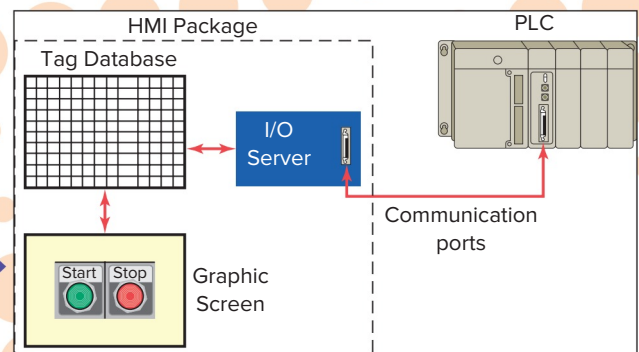 HMI Package
PLC
Tag Database
I/O
Server
Communication
ports
Start Stop
Graphic
Screen